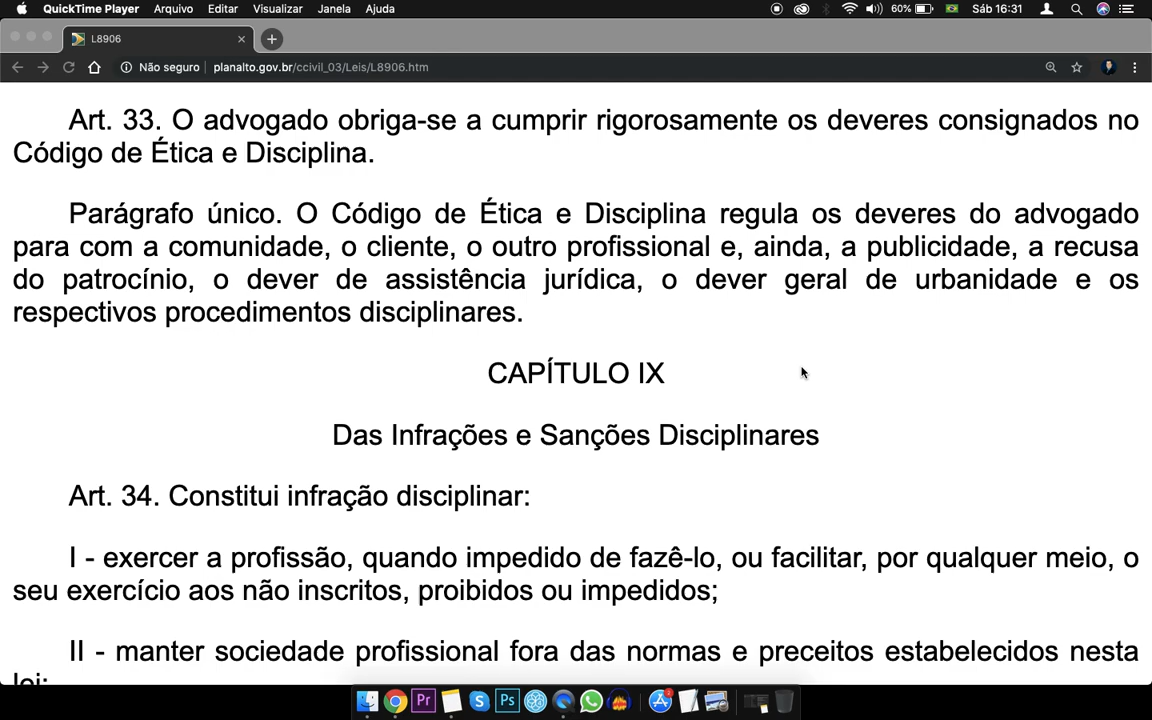 QuickTime Player Arquivo Editar Visualizar Janela Ajuda 60% Sáb 16:31
L8906
Não seguro planalto.gov.br/ccivil_03/Leis/L8906.htm
Art. 33. O advogado obriga-se a cumprir rigorosamente os deveres consignados no
Código de Ética e Disciplina.
Parágrafo único. O Código de Ética e Disciplina regula os deveres do advogado
para com a comunidade, o cliente, o outro profissional e, ainda, a publicidade, a recusa
do patrocínio, o dever de assistência jurídica, o dever geral de urbanidade e os
respectivos procedimentos disciplinares.
CAPÍTULO IX
Das Infrações e Sanções Disciplinares
Art. 34. Constitui infração disciplinar:
I - exercer a profissão, quando impedido de fazê-lo, ou facilitar, por qualquer meio, o
seu exercício aos não inscritos, proibidos ou impedidos;
II - manter sociedade profissional fora das normas e preceitos estabelecidos nesta
lei;
Pr Ps